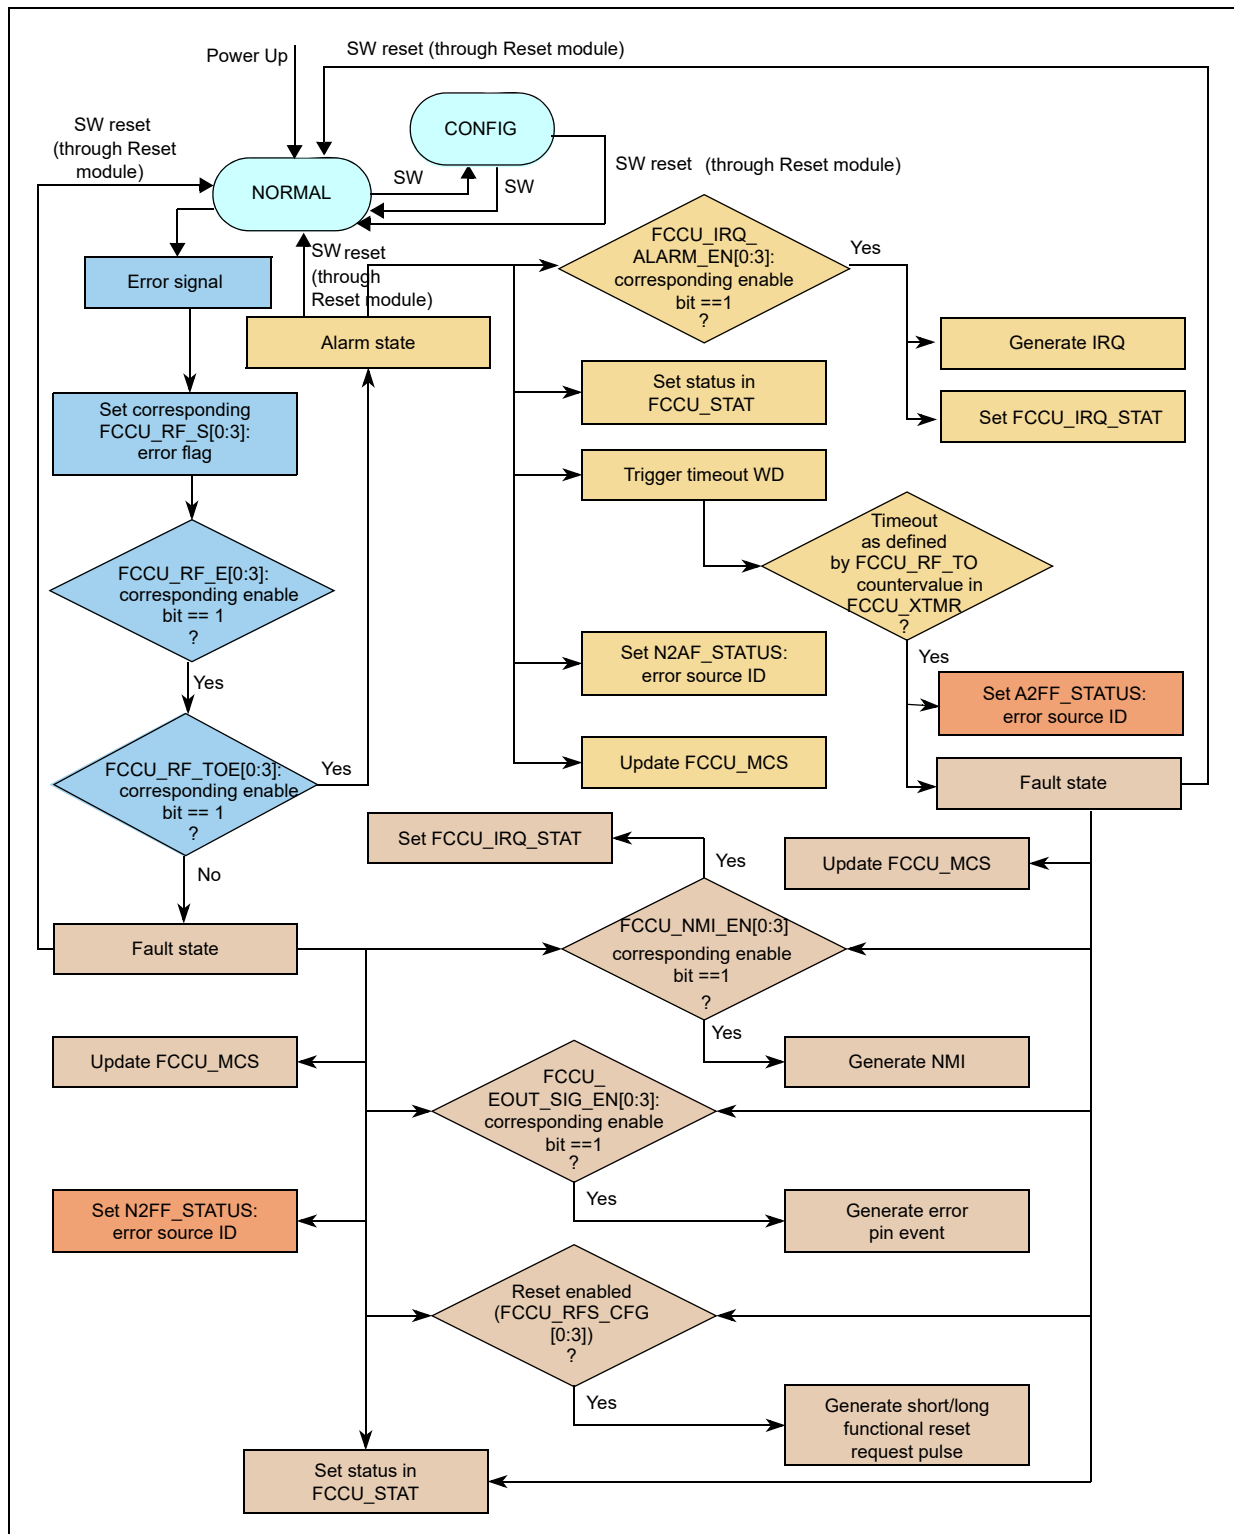 Power Up
SW reset (through Reset module)
SW reset
(through Reset
module)
CONFIG
SW reset (through Reset module)
NORMAL
SW
SW
SW reset
(through
Reset module)
FCCU_IRQ_
ALARM_EN[0:3]:
corresponding enable
bit ==1
?
Yes
Error signal
Alarm state
Generate IRQ
Set status in
FCCU_STAT
Set FCCU_IRQ_STAT
Set corresponding
FCCU_RF_S[0:3]:
error flag
Trigger timeout WD
Timeout
as defined
by FCCU_RF_TO
countervalue in
FCCU_XTMR
?
Yes
FCCU_RF_E[0:3]:
corresponding enable
bit == 1
?
Yes
Set N2AF_STATUS:
error source ID
Set A2FF_STATUS:
error source ID
FCCU_RF_TOE[0:3]:
corresponding enable
bit == 1
?
Yes
No
Update FCCU_MCS
Fault state
Set FCCU_IRQ_STAT
Yes
Update FCCU_MCS
Fault state
FCCU_NMI_EN[0:3]
corresponding enable
bit ==1
?
Yes
Update FCCU_MCS
Generate NMI
FCCU_
EOUT_SIG_EN[0:3]:
corresponding enable
bit ==1
?
Yes
Set N2FF_STATUS:
error source ID
Generate error
pin event
Reset enabled
(FCCU_RFS_CFG
[0:3])
?
Yes
Generate short/long
functional reset
request pulse
Set status in
FCCU_STAT